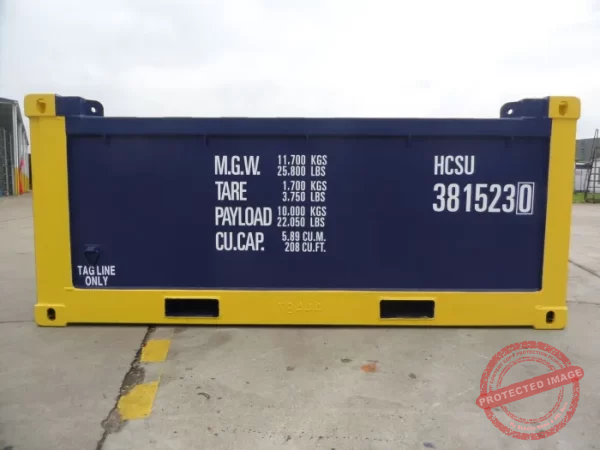 M.G.W. 11.700 KGS
25.800 LBS
TARE 1.700 KGS
3.750 LBS
PAYLOAD 10.000 KGS
22.050 LBS
CU.CAP. 5.89 CU.M.
208 CU.FT.
HCSU
3815230
TAG LINE
ONLY
PROTECTED IMAGE